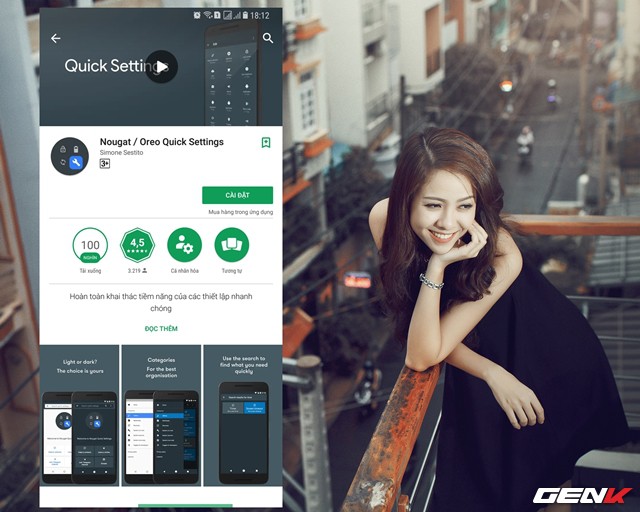 18:12
Quick Settings
Nougat / Oreo Quick Settings
Simone Sestito
3+
CÀI ĐẶT
Mua hàng trong ứng dụng
100
NGHÌN
4,5
Tải xuống
3.219
Cá nhân hóa
Tương tự
Hoàn toàn khai thác tiềm năng của các thiết lập nhanh
chóng
ĐỌC THÊM
Light or dark?
The choice is yours
Categories
For the best
organisation
Use the search to
find what you need
quickly
GENK